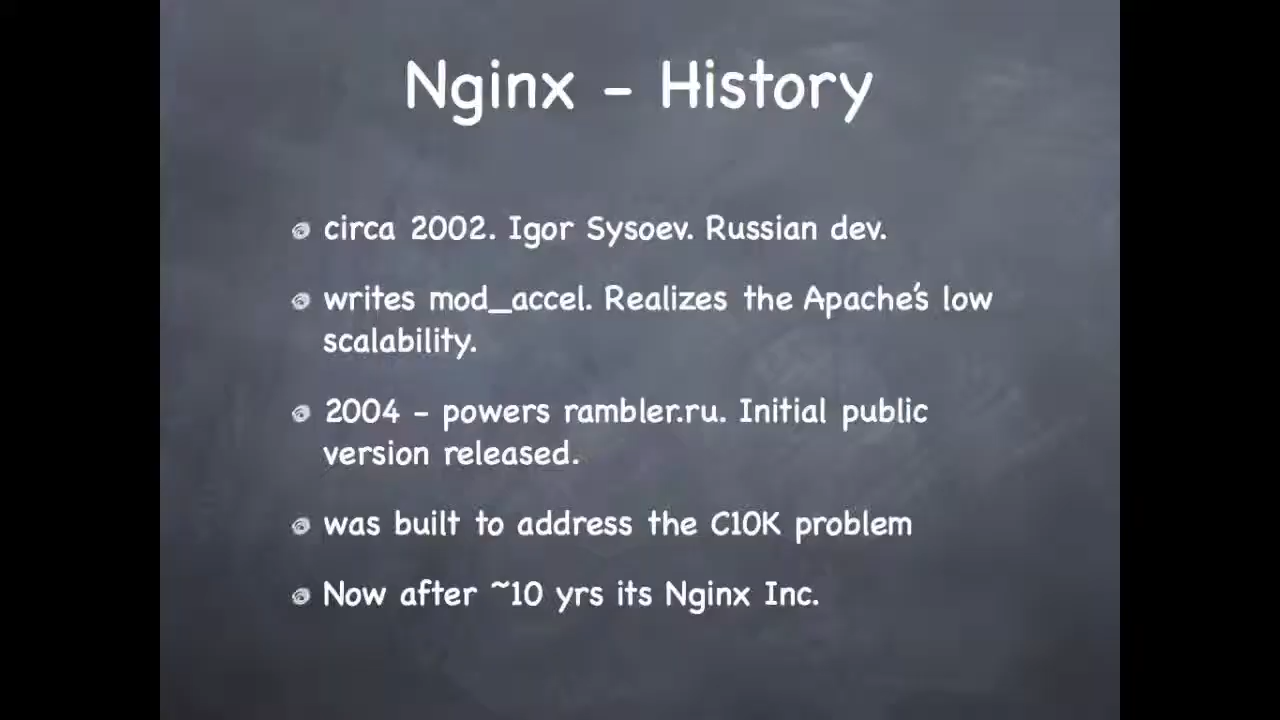 Nginx - History
circa 2002. Igor Sysoev. Russian dev.
writes mod_accel. Realizes the Apache's low
scalability.
2004 - powers rambler.ru. Initial public
version released.
was built to address the C10K problem
Now after ~10 yrs its Nginx Inc.